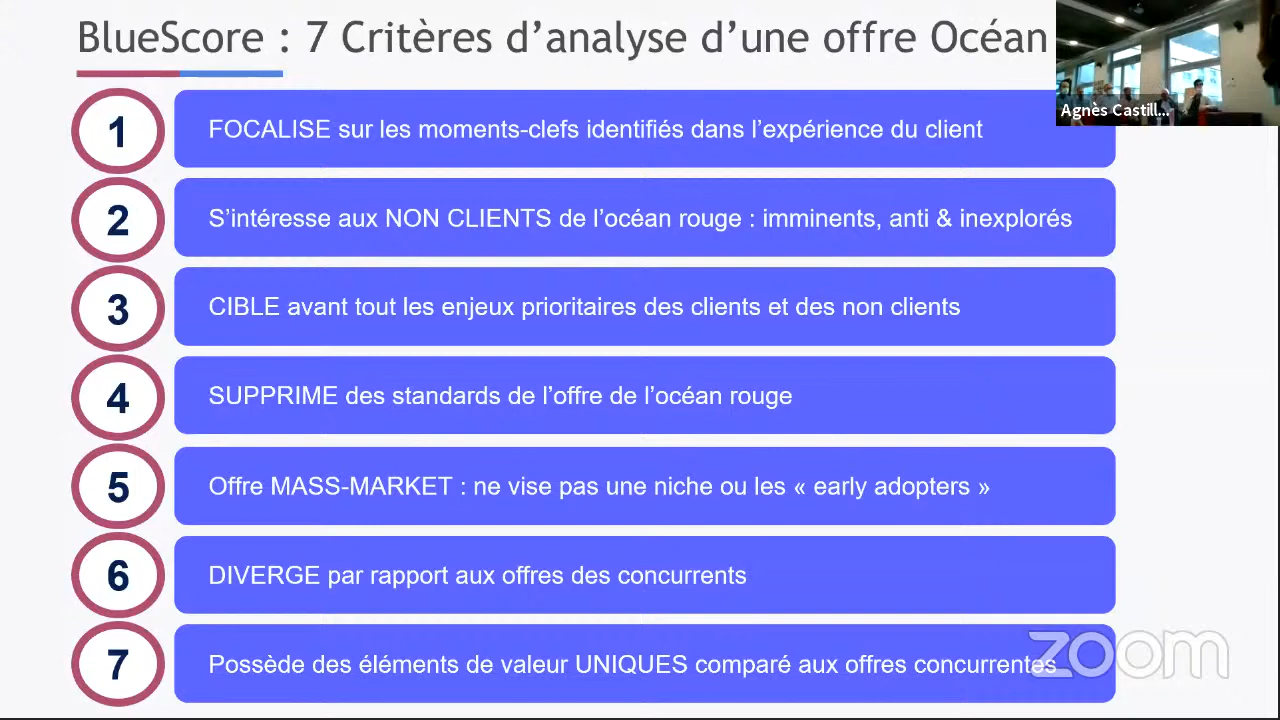 BlueScore : 7 Critères d’analyse d’une offre Océan
Agnès Castill...
1
FOCALISE sur les moments-clefs identifiés dans l’expérience du client
2
S’intéresse aux NON CLIENTS de l’océan rouge : imminents, anti & inexplorés
3
CIBLE avant tout les enjeux prioritaires des clients et des non clients
4
SUPPRIME des standards de l’offre de l’océan rouge
5
Offre MASS-MARKET : ne vise pas une niche ou les « early adopters »
6
DIVERGE par rapport aux offres des concurrents
7
Possède des éléments de valeur UNIQUES comparé aux offres concurrentes
zoom